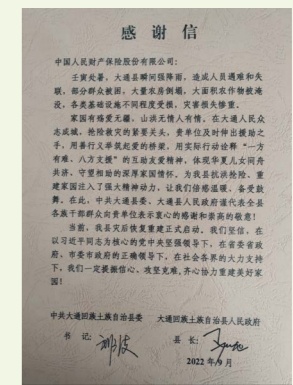 感谢信
中国人民财产保险股份有限公司：
壬寅处暑，大通县瞬间强降雨，造成人员遇难和失
联，部分群众被困，大量农房倒塌，大面积农作物被淹
没，各类基础设施不同程度受损，灾害损失惨重。
家园有殇爱无疆，山洪无情人有情。在大通人民众
志成城，抢险救灾的紧要关头，贵单位及时伸出援助之
手，用善行义举筑起爱的桥梁，用实际行动诠释“一方
有难、八方支援”的互助友爱精神，体现华夏儿女同舟
共济、守望相助的深厚家国情怀。为我县抗洪抢险、重
建家园注入了强大精神动力，让我们倍感温暖、备受鼓
舞。在此，中共大通县委、大通县人民政府谨代表全县
各族干部群众向贵单位表示衷心的感谢和崇高的敬意！
当前，我县灾后恢复重建正式启动。我们坚信，在
以习近平同志为核心的党中央坚强领导下，在省委省政
府、市委市政府的正确领导下，在社会各界的大力支持
下，我们一定提振信心、攻坚克难，齐心协力重建美好家
园！
中共大通回族土族自治县委 大通回族土族自治县人民政府
书 记： 县 长：
2022 年 9 月